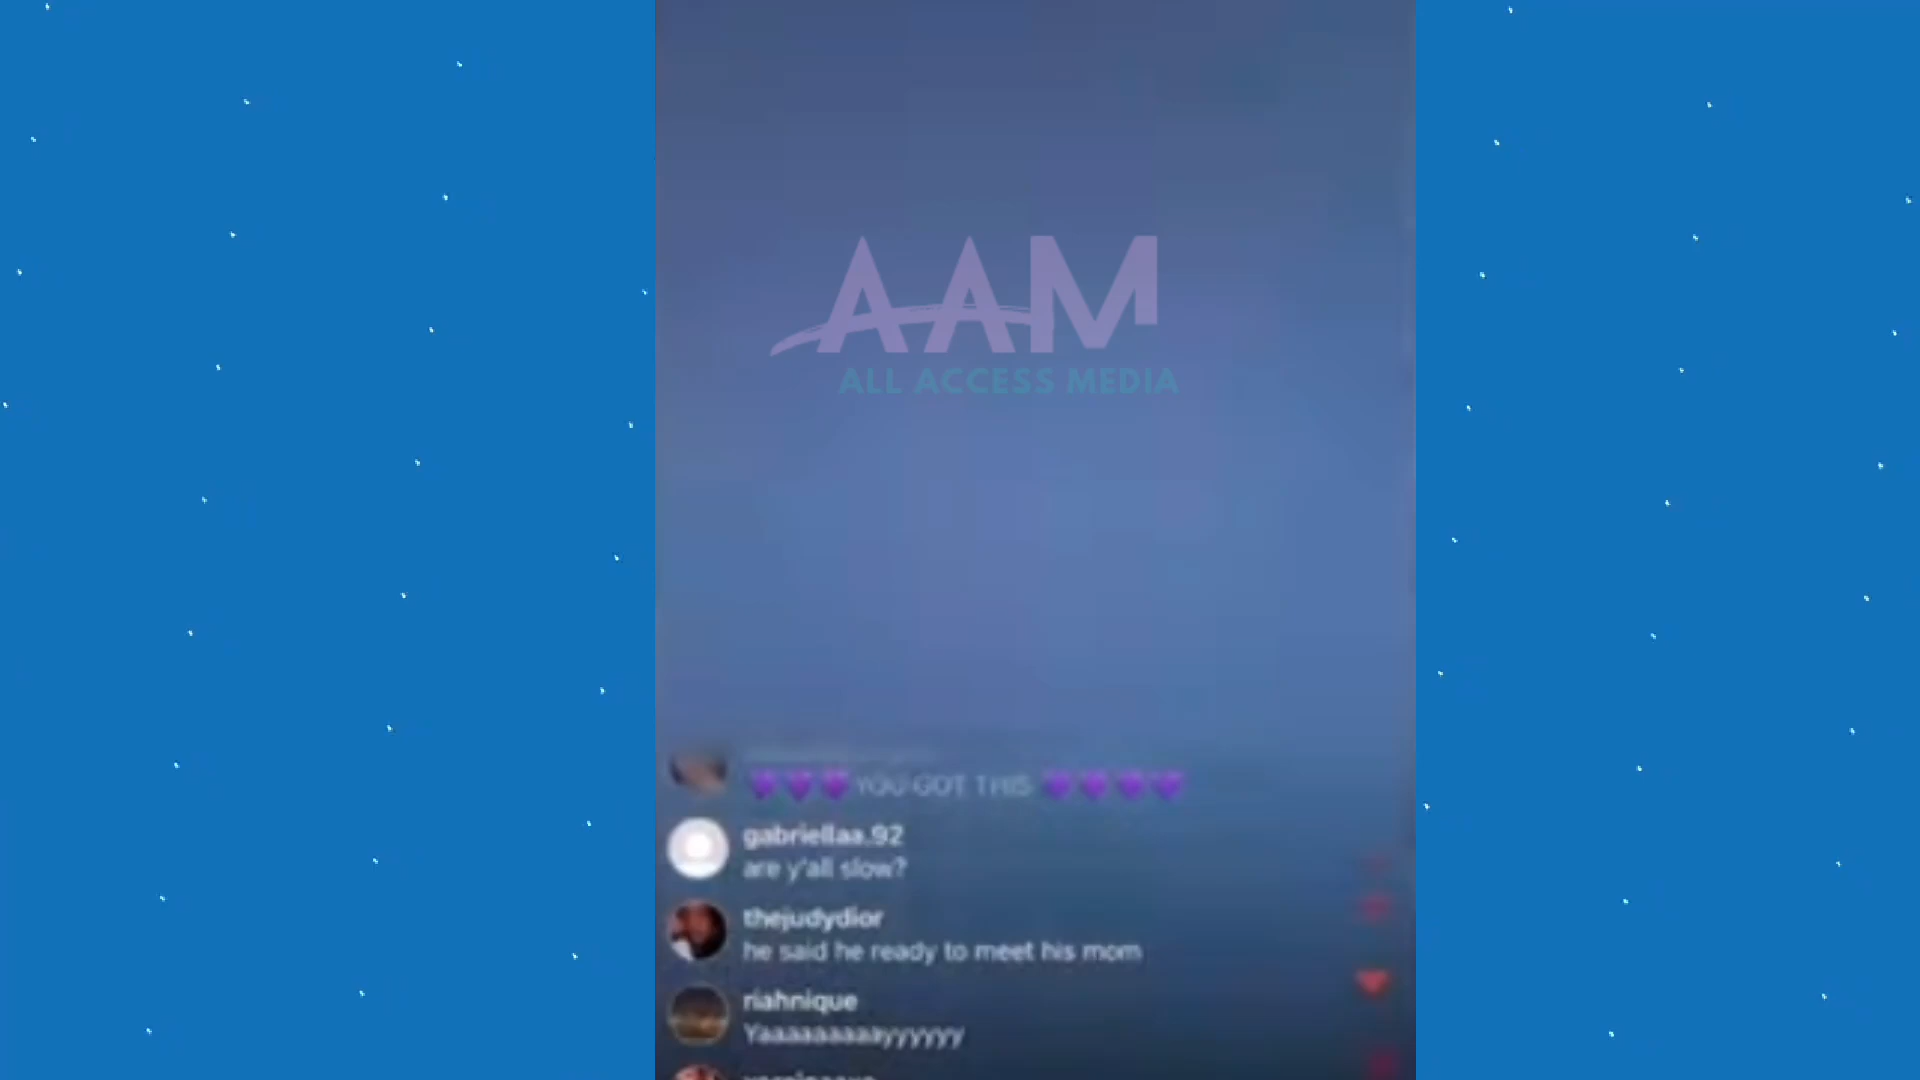 AAM
ALL ACCESS MEDIA
💜💜💜YOU GOT THIS 💜💜💜💜
gabriellaa.92
are y'all slow?
thejudydior
he said he ready to meet his mom
riahnique
Yaaaaaaaaayyyyyy